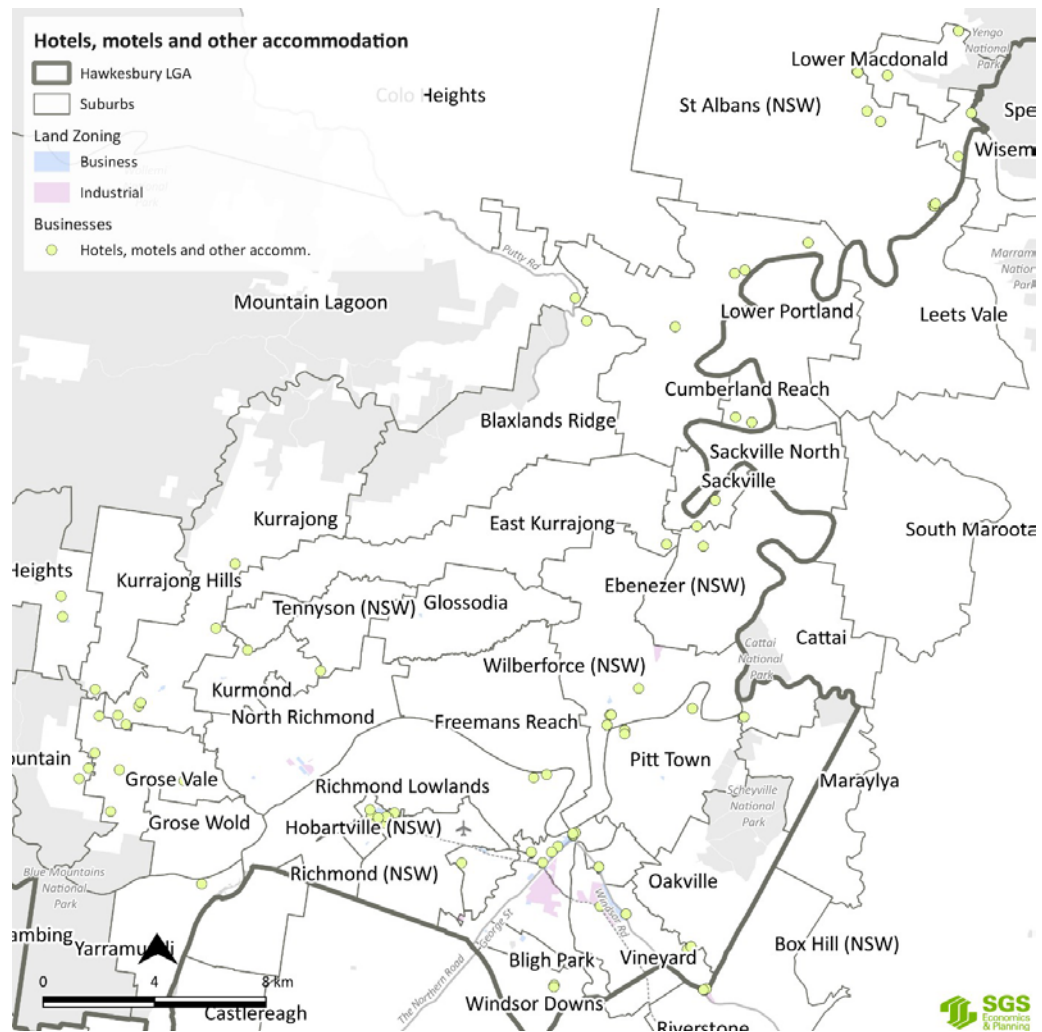 Hotels, motels and other accommodation
Hawkesbury LGA
Suburbs
Land Zoning
Business
Industrial
Businesses
Hotels, motels and other accomm.
Colo Heights
Lower Macdonald
Yengo
National
Park
St Albans (NSW)
Spe
Wisem
Putty Rd
Marram
Natior
Park
Mountain Lagoon
Lower Portland
Leets Vale
Cumberland Reach
Blaxlands Ridge
Sackville North
Sackville
Kurrajong
East Kurrajong
South Maroota
Heights
Kurrajong Hills
Tennyson (NSW)
Glossodia
Ebenezer (NSW)
Cattai
Cattai
National
Park
Wilberforce (NSW)
Kurmond
North Richmond
Freemans Reach
ountain
Pitt Town
Grose Vale
Richmond Lowlands
Maraylya
Scheyville
National
Park
Grose Wold
Hobartville (NSW)
Blue Mountains
National
Park
Richmond (NSW)
Oakville
Windsor Rd
George St
ambing
Yarramundi
Box Hill (NSW)
Bligh Park
Vineyard
0 4 8 km
The Northern Road
Windsor Downs
Castlereagh
Riverstone
SGS
Economics
& Planning